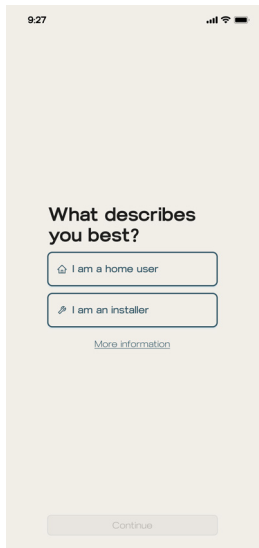 9:27
What describes
you best?
I am a home user
I am an installer
More information
Continue